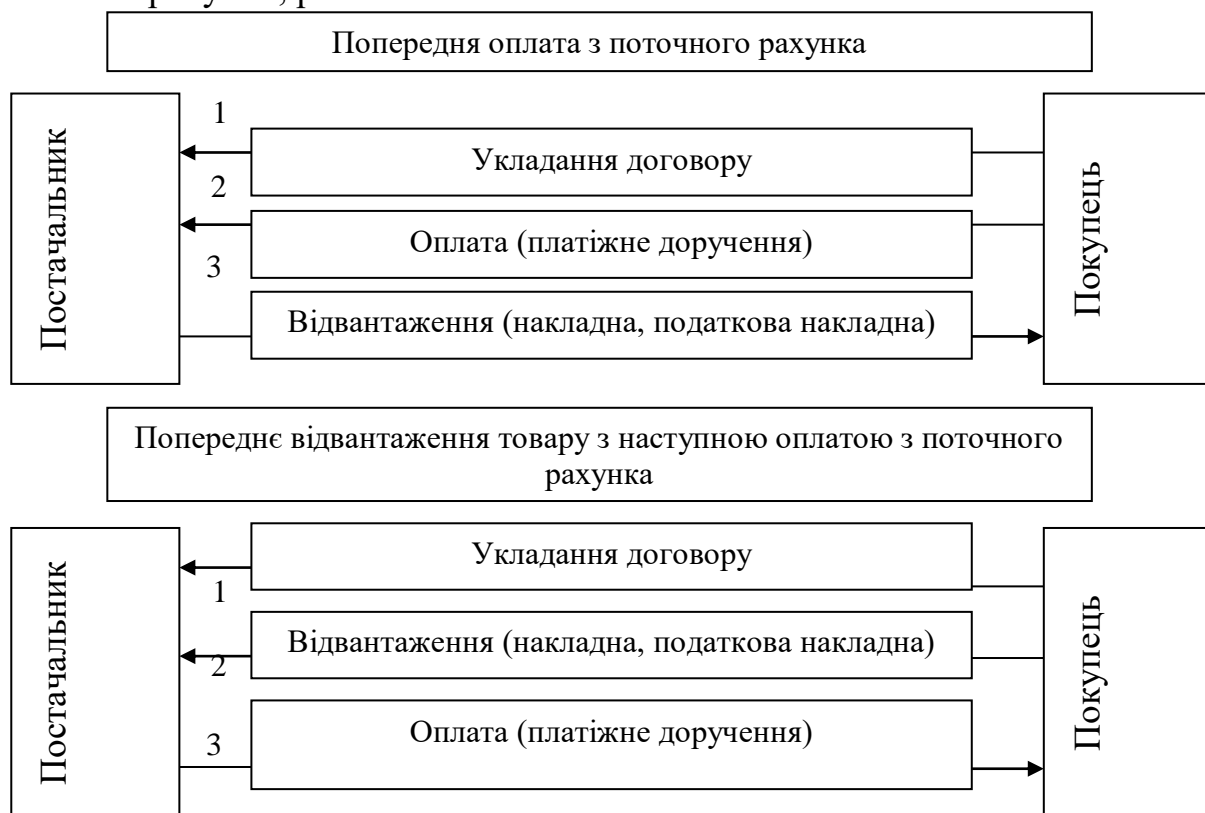 Попередня оплата з поточного рахунка
Постачальник
1
Укладання договору
2
Оплата (платіжне доручення)
3
Відвантаження (накладна, податкова накладна)
Покупець
Попереднє відвантаження товару з наступною оплатою з поточного
рахунка
Постачальник
Укладання договору
1
Відвантаження (накладна, податкова накладна)
2
Оплата (платіжне доручення)
3
Покупець